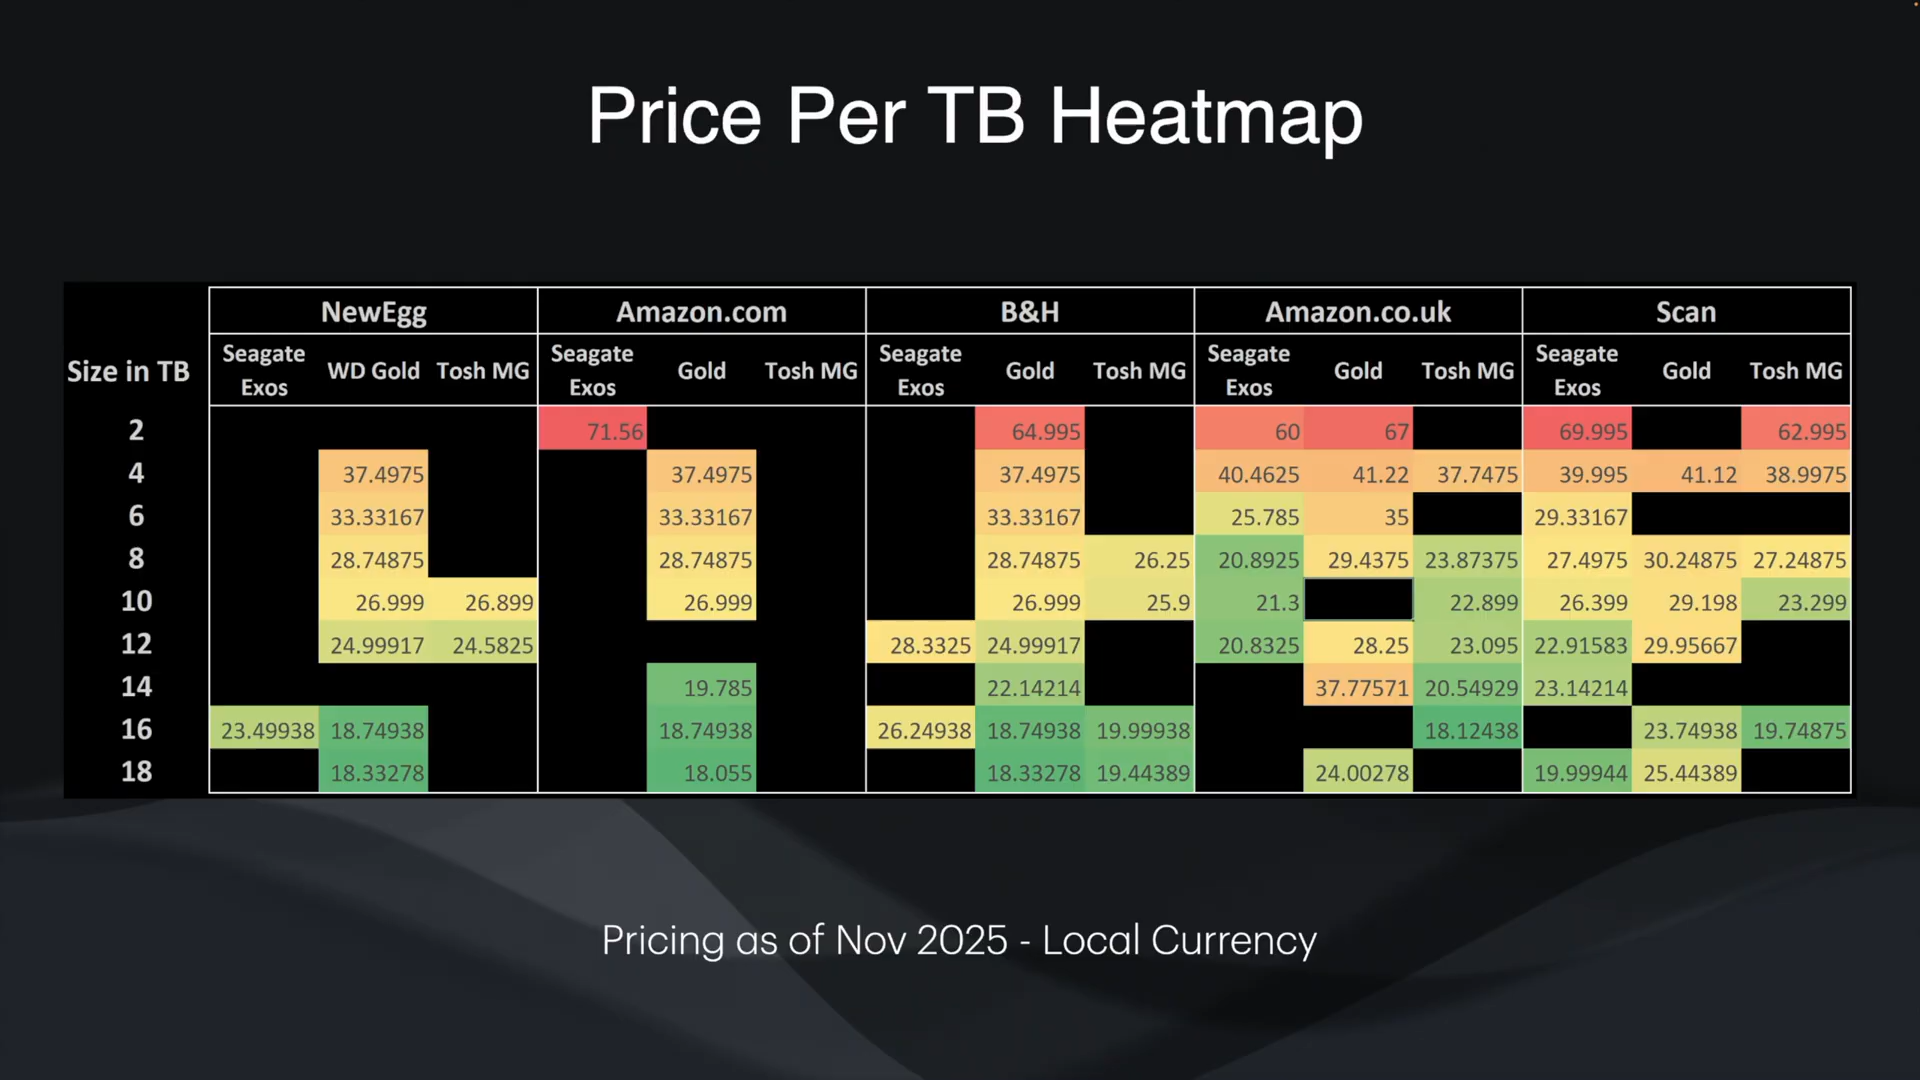 Price Per TB Heatmap
NewEgg Amazon.com B&H Amazon.co.uk Scan
Size in TB Seagate Exos WD Gold Tosh MG Seagate Exos Gold Tosh MG Seagate Exos Gold Tosh MG Seagate Exos Gold Tosh MG Seagate Exos Gold Tosh MG
2 71.56 64.995 60 67 69.995 62.995
4 37.4975 37.4975 37.4975 40.4625 41.22 37.7475 39.995 41.12 38.9975
6 33.33167 33.33167 33.33167 25.785 35 29.33167
8 28.74875 28.74875 28.74875 26.25 20.8925 29.4375 23.87375 27.4975 30.24875 27.24875
10 26.999 26.899 26.999 26.999 25.9 21.3 22.899 26.399 29.198 23.299
12 24.99917 24.5825 28.3325 24.99917 20.8325 28.25 23.095 22.91583 29.95667
14 19.785 22.14214 37.77571 20.54929 23.14214
16 23.49938 18.74938 18.74938 26.24938 18.74938 19.99938 18.12438 23.74938 19.74875
18 18.33278 18.055 18.33278 19.44389 24.00278 19.99944 25.44389
Pricing as of Nov 2025 - Local Currency